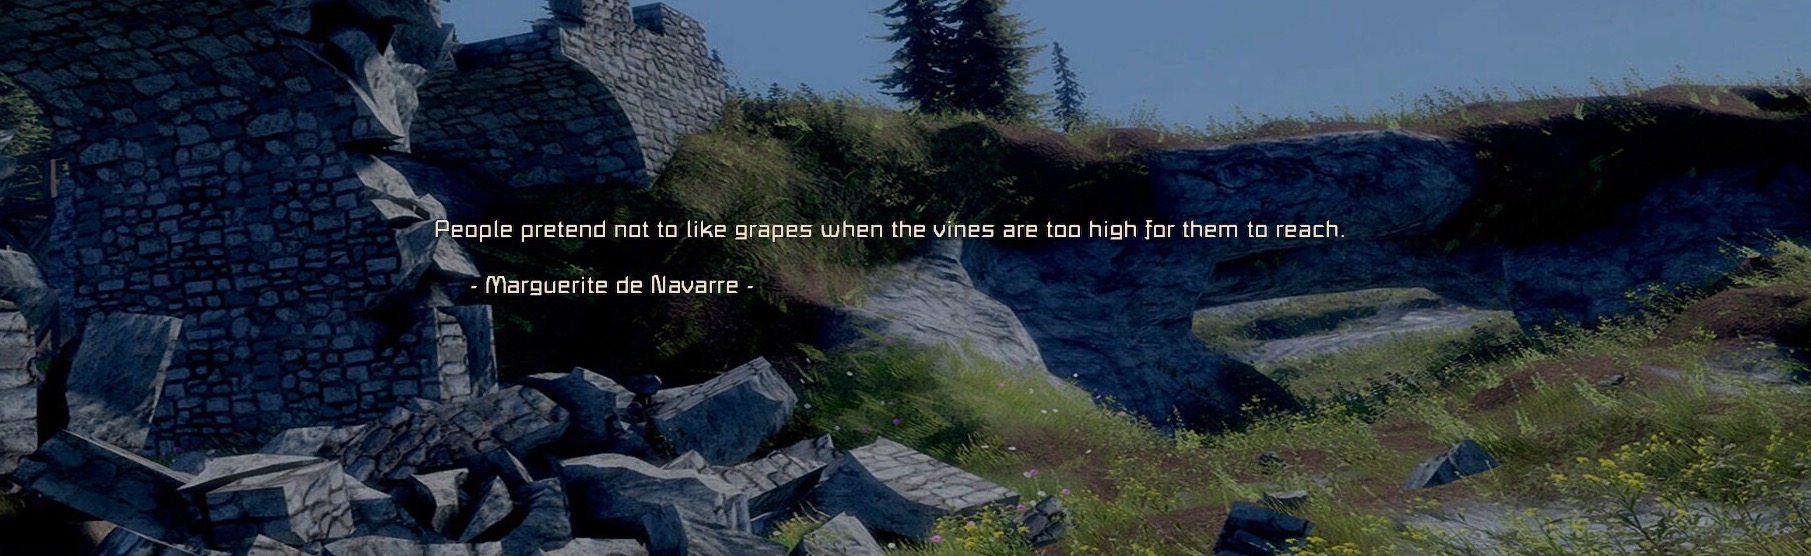 People pretend not to like grapes when the vines are too high for them to reach.
- Marguerite de Navarre -